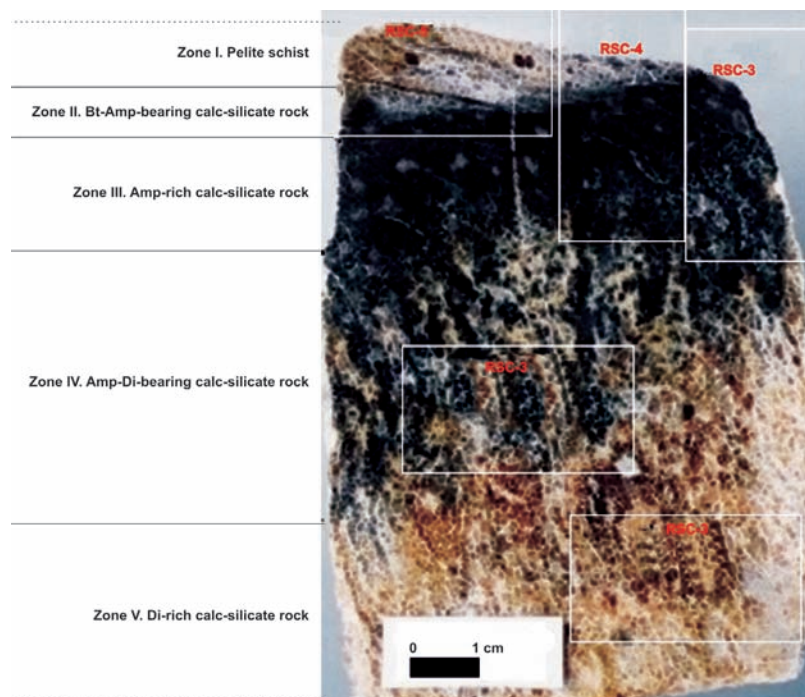 Zone I. Pelite schist
RSC-4
RSC-3
Zone II. Bt-Amp-bearing calc-silicate rock
Zone III. Amp-rich calc-silicate rock
RSC-3
Zone IV. Amp-Di-bearing calc-silicate rock
Zone V. Di-rich calc-silicate rock
0 1 cm